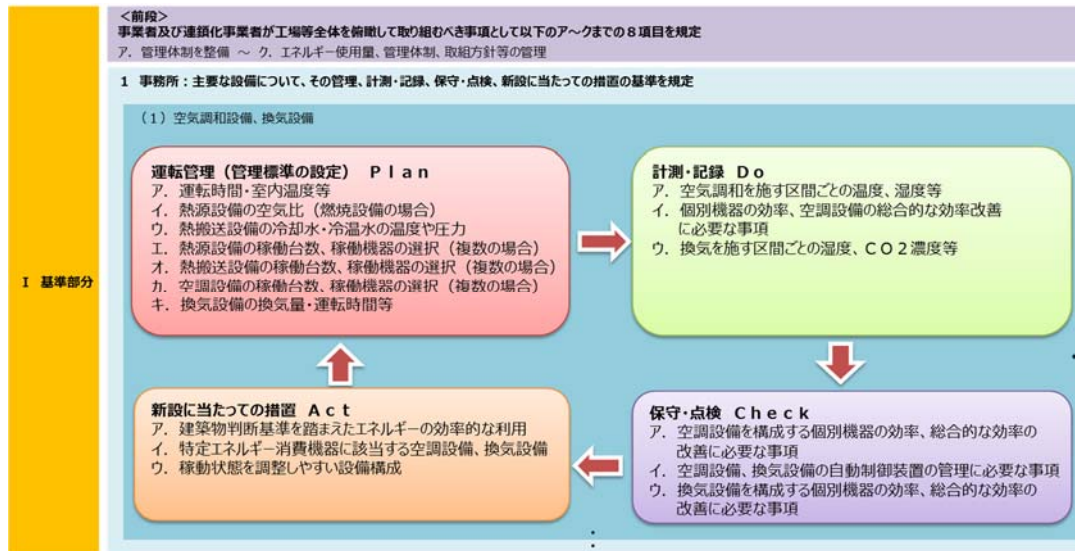 <前段>
事業者及び連鎖化事業者が工場等全体を俯瞰して取り組むべき事項として以下のア～クまでの8項目を規定
ア．管理体制を整備 ～ ク．エネルギー使用量、管理体制、取組方針等の管理
1 事務所：主要な設備について、その管理、計測・記録、保守・点検、新設に当たっての措置の基準を規定
(1) 空気調和設備、換気設備
運転管理（管理標準の設定） Plan
ア．運転時間・室内温度等
イ．熱源設備の空気比（燃焼設備の場合）
ウ．熱搬送設備の冷却水・冷温水の温度や圧力
エ．熱源設備の稼働台数、稼働機器の選択（複数の場合）
オ．熱搬送設備の稼働台数、稼働機器の選択（複数の場合）
カ．空調設備の稼働台数、稼働機器の選択（複数の場合）
キ．換気設備の換気量・運転時間等
計測・記録 Do
ア．空気調和を施す区間ごとの温度、湿度等
イ．個別機器の効率、空調設備の総合的な効率改善
に必要な事項
ウ．換気を施す区間ごとの湿度、CO2濃度等
I 基準部分
新設に当たっての措置 Act
ア．建築物判断基準を踏まえたエネルギーの効率的な利用
イ．特定エネルギー消費機器に該当する空調設備、換気設備
ウ．稼動状態を調整しやすい設備構成
保守・点検 Check
ア．空調設備を構成する個別機器の効率、総合的な効率の
改善に必要な事項
イ．空調設備、換気設備の自動制御装置の管理に必要な事項
ウ．換気設備を構成する個別機器の効率、総合的な効率の
改善に必要な事項